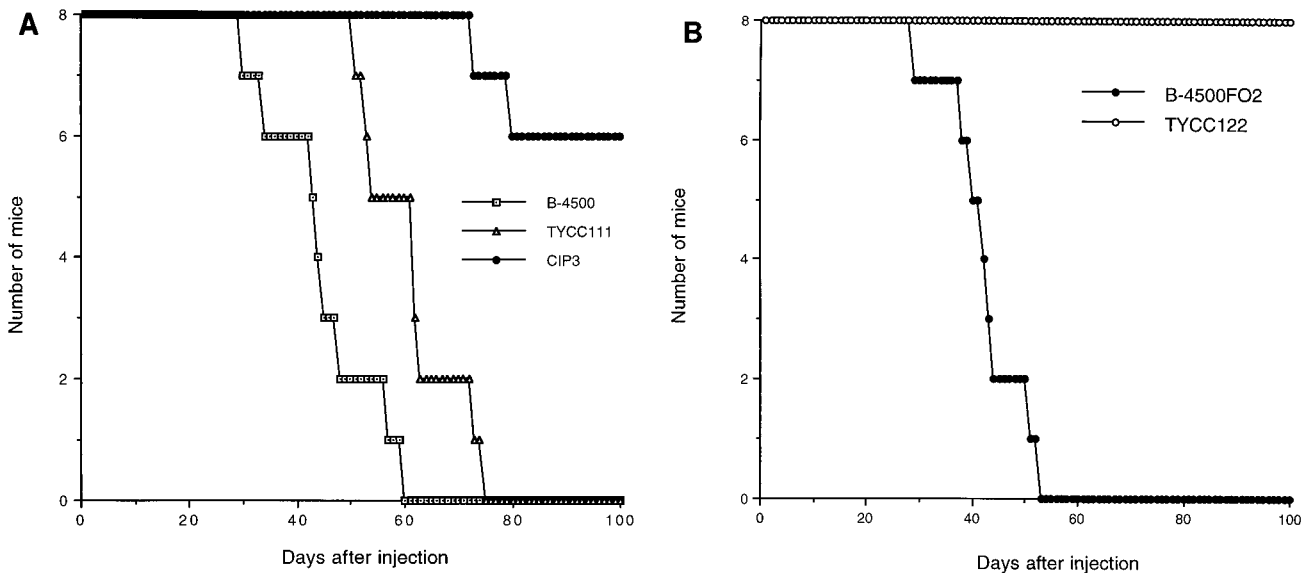 A
8
6
4
2
0
Number of mice
B-4500
TYCC111
CIP3
0 20 40 60 80 100
Days after injection
B
8
6
4
2
0
Number of mice
B-4500FO2
TYCC122
0 20 40 60 80 100
Days after injection